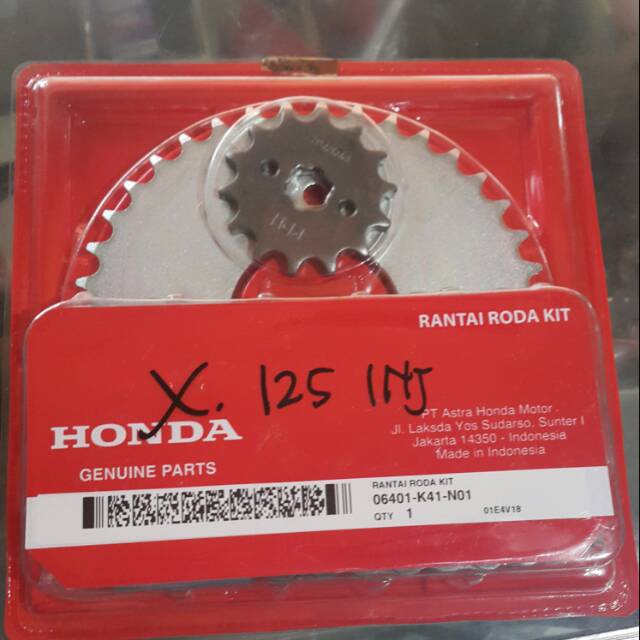 RANTAI RODA KIT
X. 125 INJ
HONDA
GENUINE PARTS
PT Astra Honda Motor
Jl. Laksda Yos Sudarso. Sunter I
Jakarta 14350 - Indonesia
Made in Indonesia
RANTAI RODA KIT
06401-K41-N01
QTY 1
01E4V18